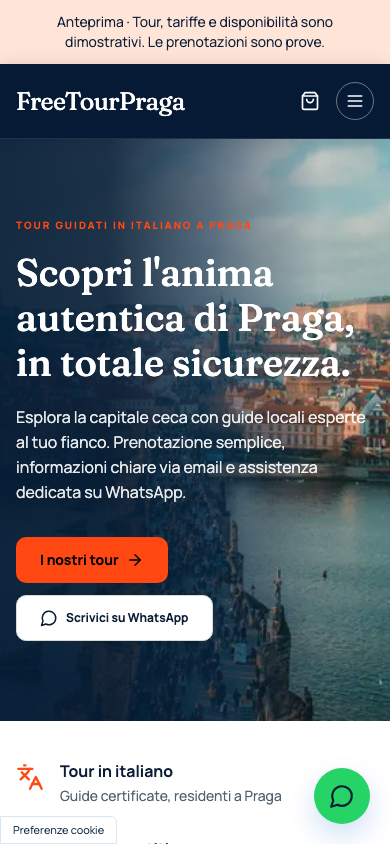 Anteprima · Tour, tariffe e disponibilità sono
dimostrativi. Le prenotazioni sono prove.
FreeTourPraga
TOUR GUIDATI IN ITALIANO A PRAGA
Scopri l'anima
autentica di Praga,
in totale sicurezza.
Esplora la capitale ceca con guide locali esperte
al tuo fianco. Prenotazione semplice,
informazioni chiare via email e assistenza
dedicata su WhatsApp.
I nostri tour
Scrivici su WhatsApp
Tour in italiano
Guide certificate, residenti a Praga
Preferenze cookie